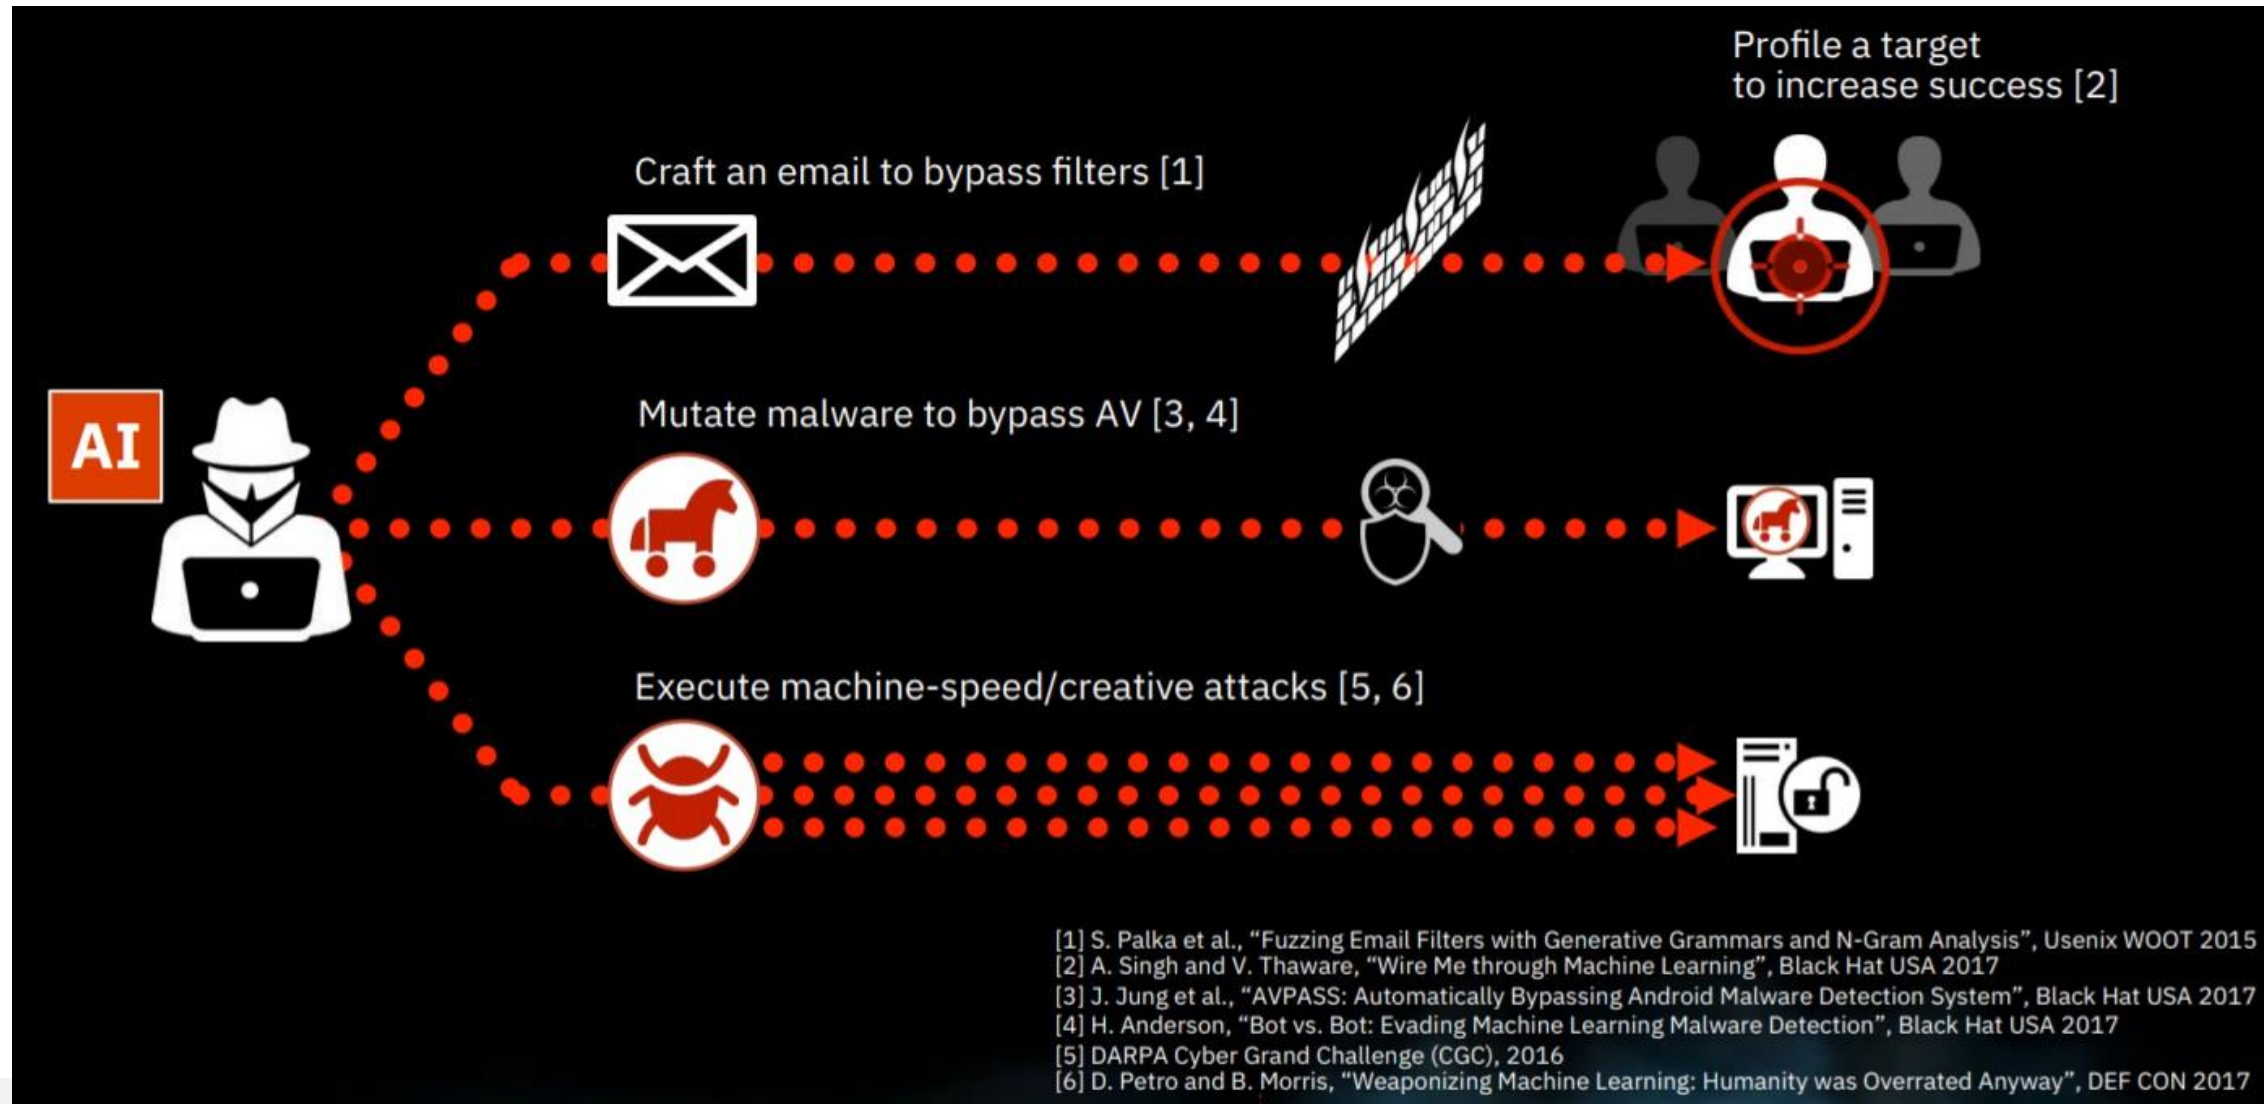 Profile a target
to increase success [2]
Craft an email to bypass filters [1]
AI
Mutate malware to bypass AV [3, 4]
Execute machine-speed/creative attacks [5, 6]
[1] S. Palka et al., “Fuzzing Email Filters with Generative Grammars and N-Gram Analysis”, Usenix WOOT 2015
[2] A. Singh and V. Thaware, “Wire Me through Machine Learning”, Black Hat USA 2017
[3] J. Jung et al., “AVPASS: Automatically Bypassing Android Malware Detection System”, Black Hat USA 2017
[4] H. Anderson, “Bot vs. Bot: Evading Machine Learning Malware Detection”, Black Hat USA 2017
[5] DARPA Cyber Grand Challenge (CGC), 2016
[6] D. Petro and B. Morris, “Weaponizing Machine Learning: Humanity was Overrated Anyway”, DEF CON 2017